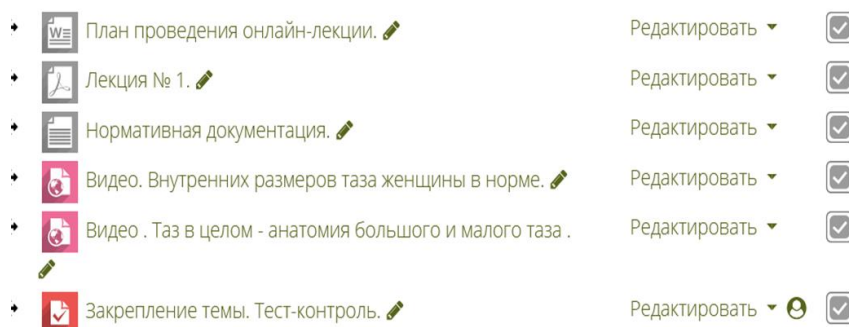 План проведения онлайн-лекции. Редактировать
Лекция № 1. Редактировать
Нормативная документация. Редактировать
Видео. Внутренних размеров таза женщины в норме. Редактировать
Видео . Таз в целом - анатомия большого и малого таза . Редактировать
Закрепление темы. Тест-контроль. Редактировать